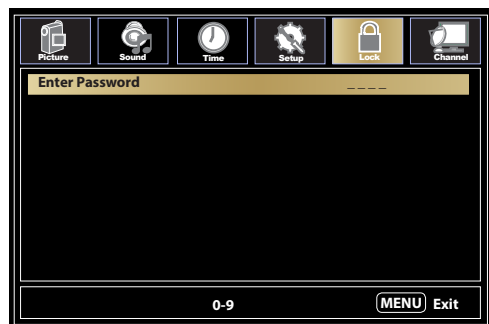 Picture Sound Time Setup Lock Channel
Enter Password _ _ _ _
0-9 MENU Exit